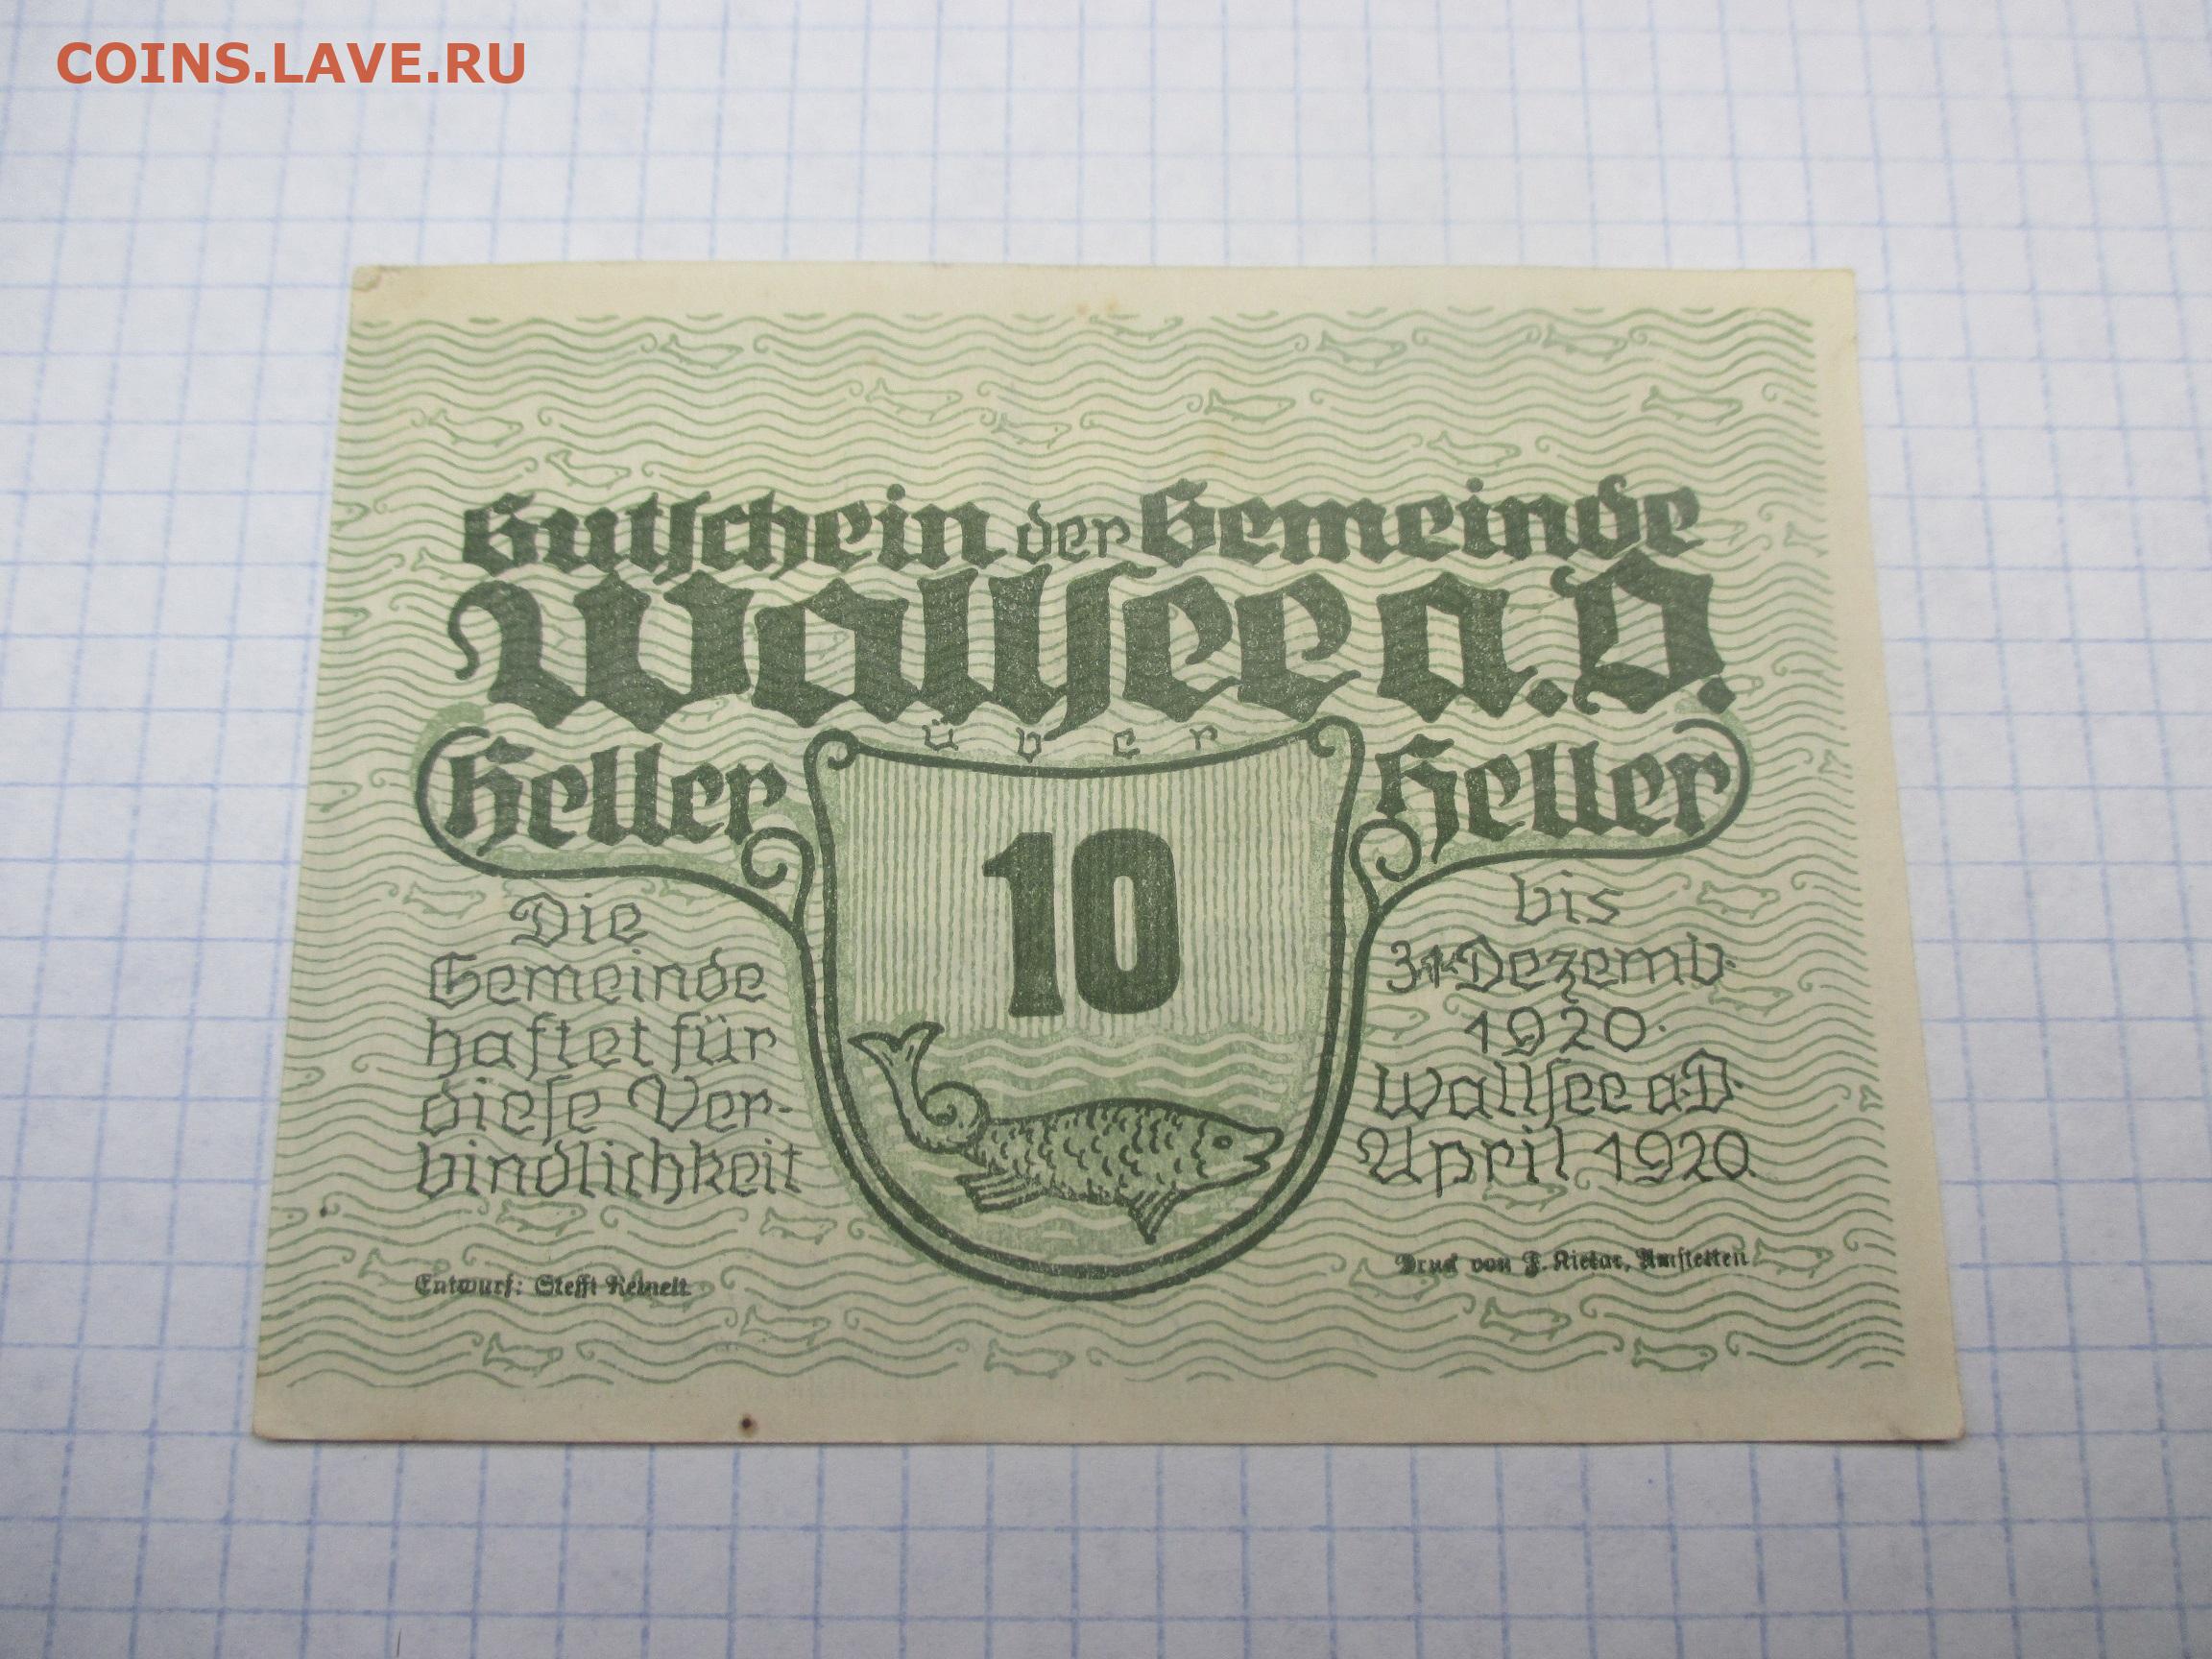 COINS.LAVE.RU
Gutschein der Gemeinde
Wallsee a. D.
über
Heller
10
Heller
Die
Gemeinde
haftet für
diese Ver-
bindlichkeit
bis
31. Dezemb.
1920.
Wallsee a. D.
April 1920.
Entwurf: Steffi Reinelt.
Druck von F. Rietar, Amstetten